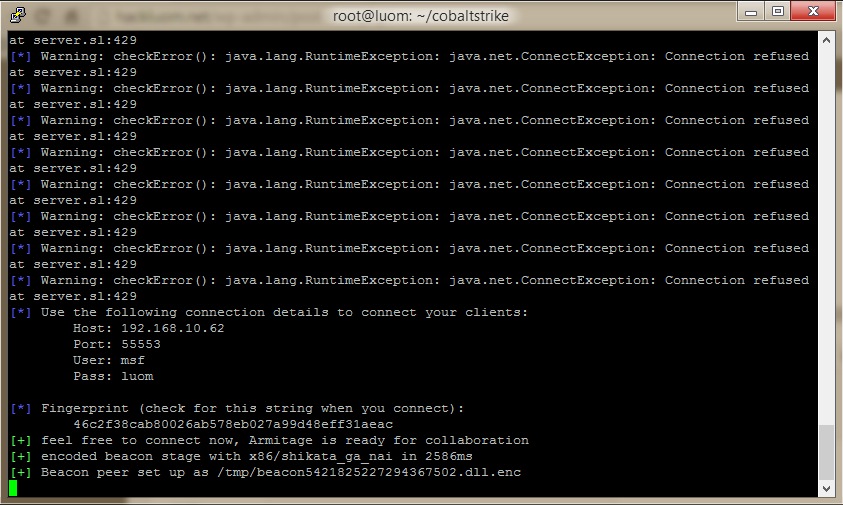 root@luom: ~/cobaltstrike
at server.sl:429
[*] Warning: checkError(): java.lang.RuntimeException: java.net.ConnectException: Connection refused
at server.sl:429
[*] Warning: checkError(): java.lang.RuntimeException: java.net.ConnectException: Connection refused
at server.sl:429
[*] Warning: checkError(): java.lang.RuntimeException: java.net.ConnectException: Connection refused
at server.sl:429
[*] Warning: checkError(): java.lang.RuntimeException: java.net.ConnectException: Connection refused
at server.sl:429
[*] Warning: checkError(): java.lang.RuntimeException: java.net.ConnectException: Connection refused
at server.sl:429
[*] Warning: checkError(): java.lang.RuntimeException: java.net.ConnectException: Connection refused
at server.sl:429
[*] Warning: checkError(): java.lang.RuntimeException: java.net.ConnectException: Connection refused
at server.sl:429
[*] Warning: checkError(): java.lang.RuntimeException: java.net.ConnectException: Connection refused
at server.sl:429
[*] Use the following connection details to connect your clients:
Host: 192.168.10.62
Port: 55553
User: msf
Pass: luom
[*] Fingerprint (check for this string when you connect):
46c2f38cab80026ab578eb027a99d48eff31aeac
[+] feel free to connect now, Armitage is ready for collaboration
[+] encoded beacon stage with x86/shikata_ga_nai in 2586ms
[+] Beacon peer set up as /tmp/beacon5421825227294367502.dll.enc